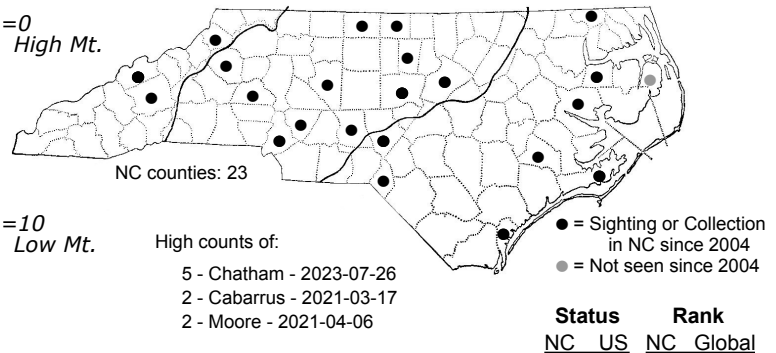 =0
High Mt.
NC counties: 23
=10
Low Mt.
High counts of:
5 - Chatham - 2023-07-26
2 - Cabarrus - 2021-03-17
2 - Moore - 2021-04-06
= Sighting or Collection
in NC since 2004
= Not seen since 2004
Status Rank
NC US NC Global